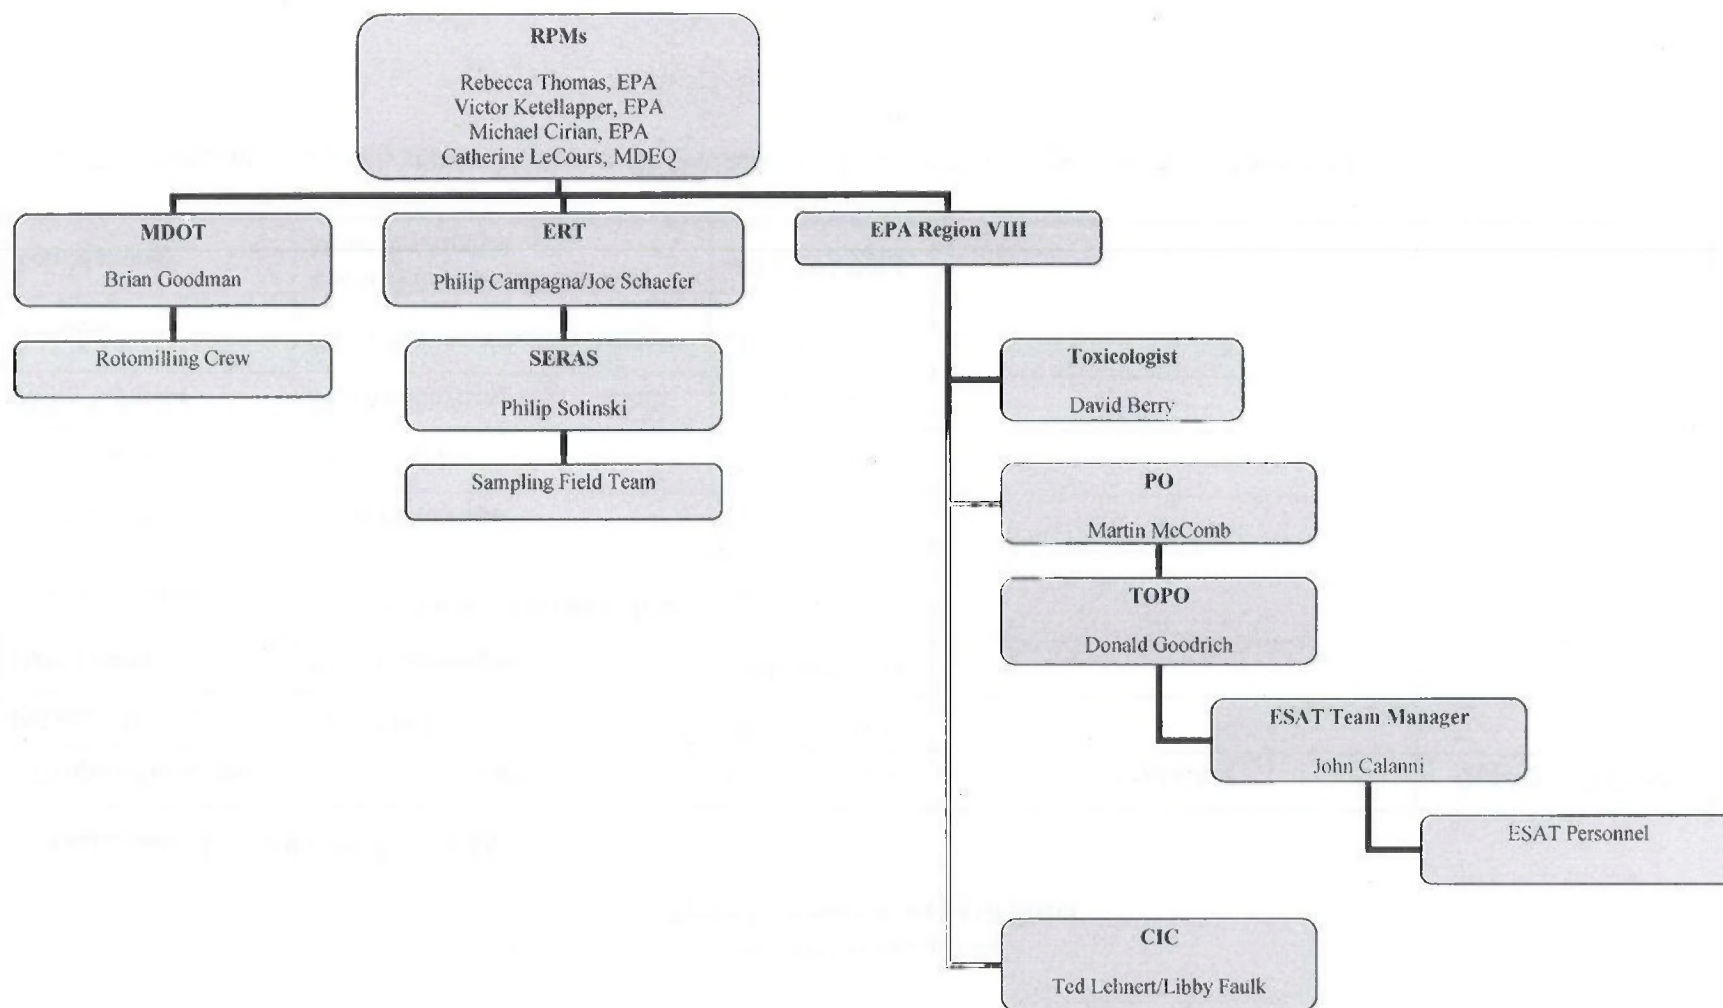 RPMs
Rebecca Thomas, EPA
Victor Ketellapper, EPA
Michael Cirian, EPA
Catherine LeCours, MDEQ
MDOT
Brian Goodman
Rotomilling Crew
ERT
Philip Campagna/Joe Schaefer
SERAS
Philip Solinski
Sampling Field Team
EPA Region VIII
Toxicologist
David Berry
PO
Martin McComb
TOPO
Donald Goodrich
ESAT Team Manager
John Calanni
ESAT Personnel
CIC
Ted Lehnert/Libby Faulk